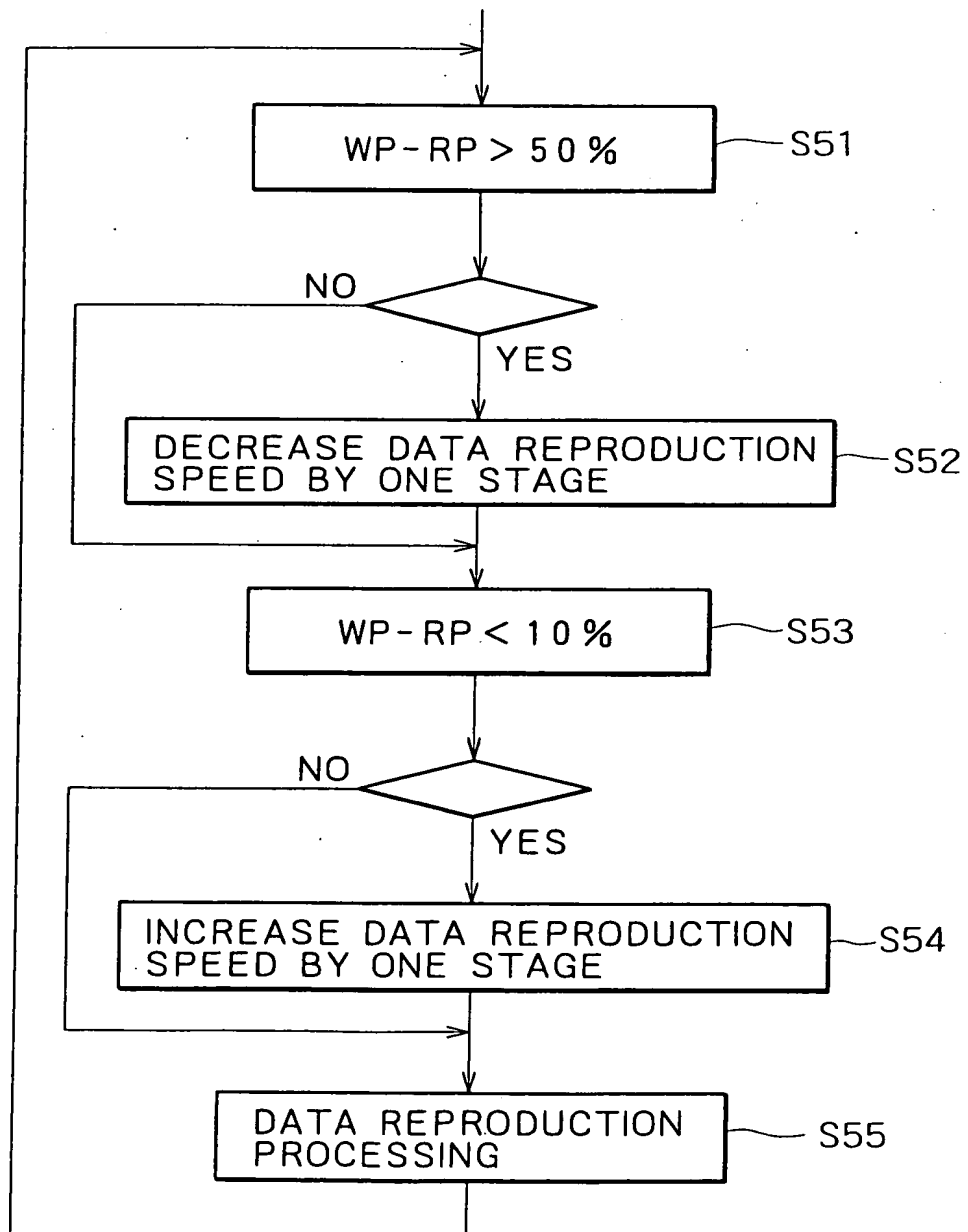 WP-RP > 50%
S51
NO
YES
DECREASE DATA REPRODUCTION
SPEED BY ONE STAGE
S52
WP-RP < 10%
S53
NO
YES
INCREASE DATA REPRODUCTION
SPEED BY ONE STAGE
S54
DATA REPRODUCTION
PROCESSING
S55